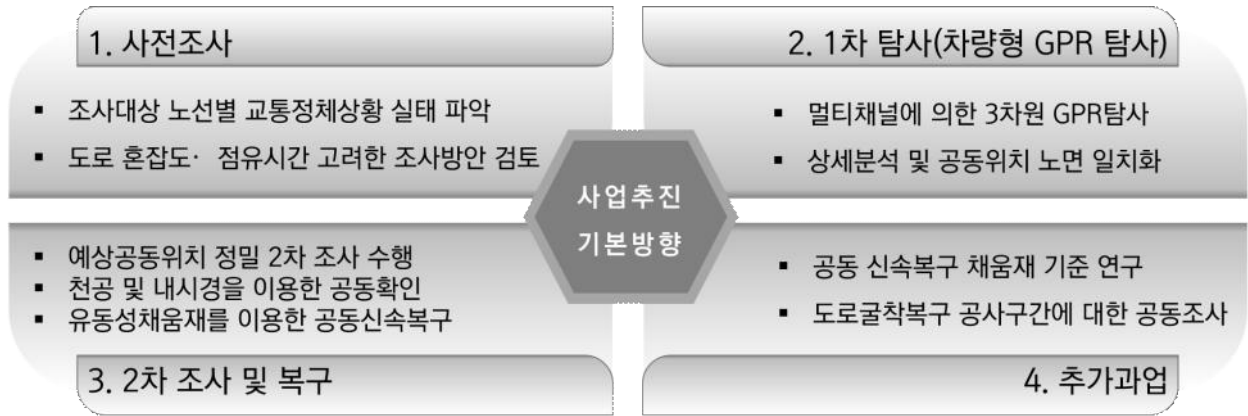 1. 사전조사
▪ 조사대상 노선별 교통정체상황 실태 파악
▪ 도로 혼잡도· 점유시간 고려한 조사방안 검토
2. 1차 탐사(차량형 GPR 탐사)
▪ 멀티채널에 의한 3차원 GPR탐사
▪ 상세분석 및 공동위치 노면 일치화
사업추진
기본방향
▪ 예상공동위치 정밀 2차 조사 수행
▪ 천공 및 내시경을 이용한 공동확인
▪ 유동성채움재를 이용한 공동신속복구
3. 2차 조사 및 복구
▪ 공동 신속복구 채움재 기준 연구
▪ 도로굴착복구 공사구간에 대한 공동조사
4. 추가과업